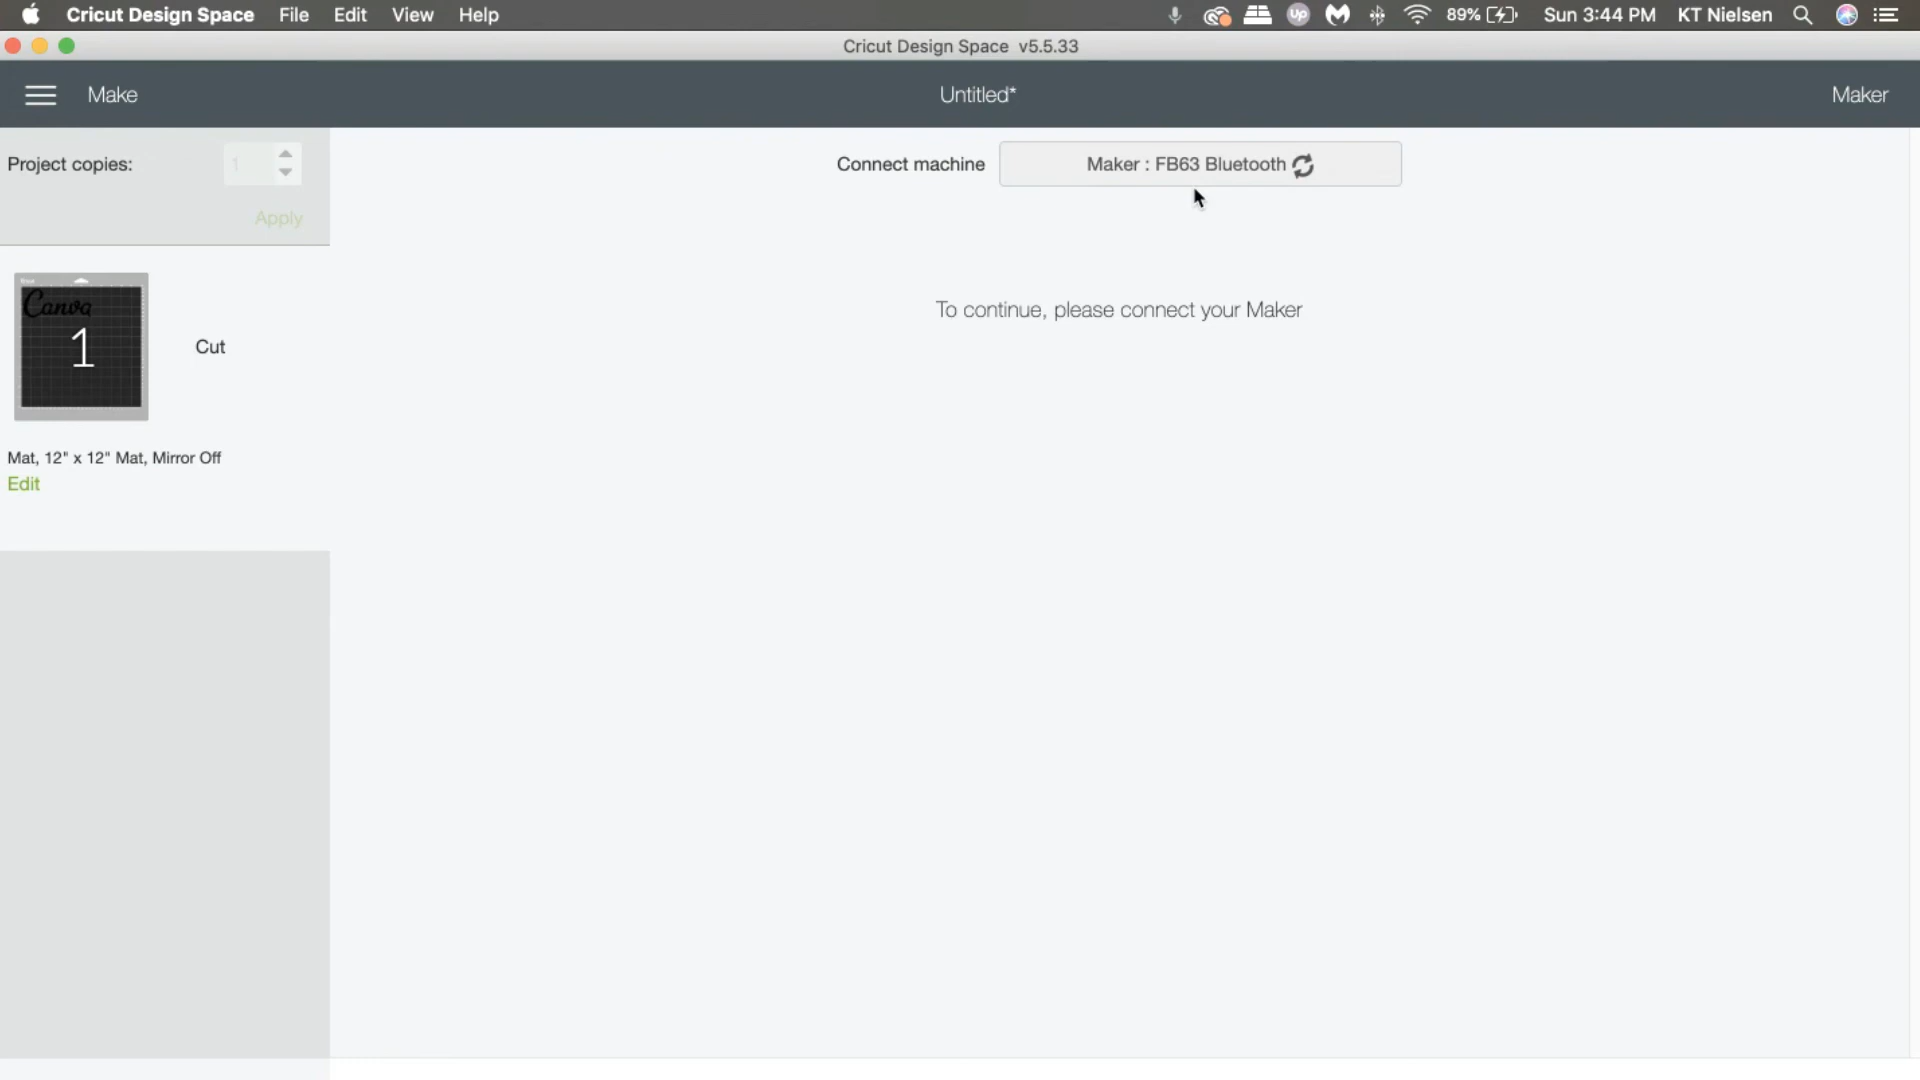 Cricut Design Space File Edit View Help
Up 89% Sun 3:44 PM KT Nielsen
Cricut Design Space v5.5.33
Make
Untitled*
Maker
Project copies:
1
Apply
Connect machine
Maker : FB63 Bluetooth
To continue, please connect your Maker
Canva
1
Cut
Mat, 12" x 12" Mat, Mirror Off
Edit